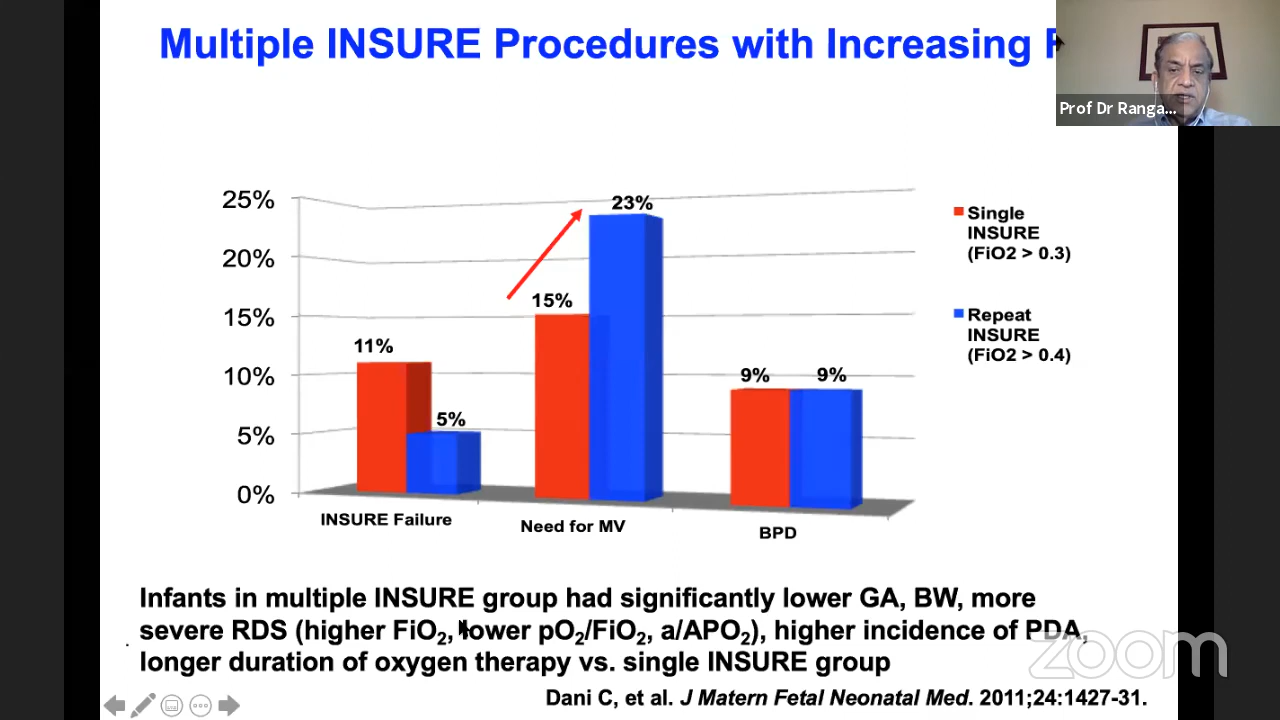 Multiple INSURE Procedures with Increasing
Prof Dr Ranga...
25%
20%
15%
10%
5%
0%
11%
5%
15%
23%
9%
9%
INSURE Failure
Need for MV
BPD
Single
INSURE
(FiO2 > 0.3)
Repeat
INSURE
(FiO2 > 0.4)
Infants in multiple INSURE group had significantly lower GA, BW, more
severe RDS (higher FiO₂, lower pO₂/FiO₂, a/APO₂), higher incidence of PDA,
longer duration of oxygen therapy vs. single INSURE group
zoom
Dani C, et al. J Matern Fetal Neonatal Med. 2011;24:1427-31.